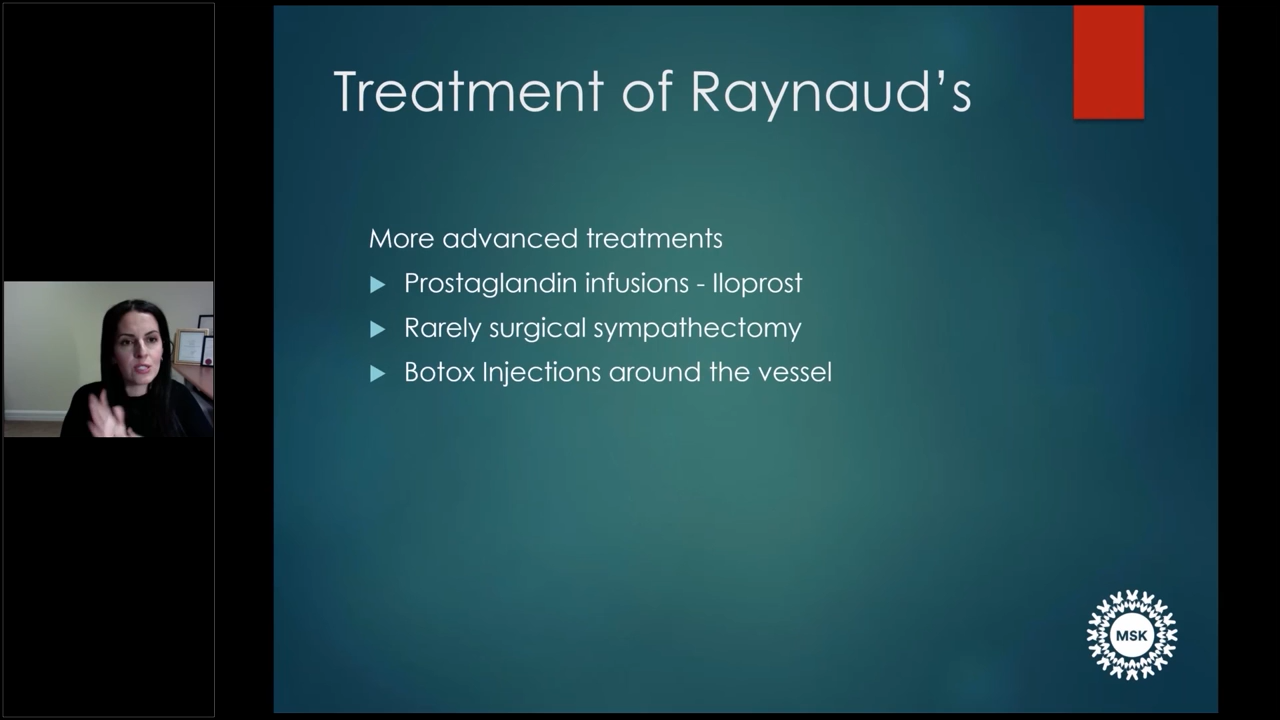 Treatment of Raynaud's
More advanced treatments
Prostaglandin infusions - Iloprost
Rarely surgical sympathectomy
Botox Injections around the vessel
MSK